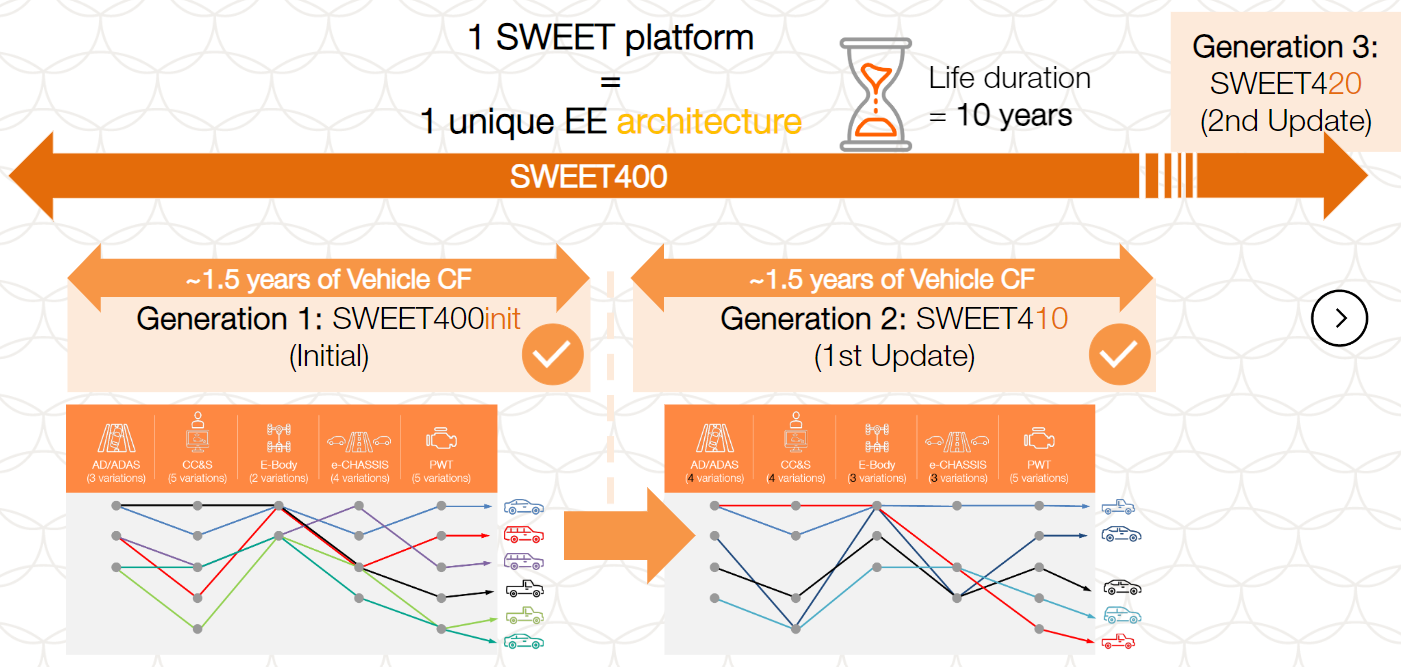 1 SWEET platform
=
1 unique EE architecture
Life duration
= 10 years
Generation 3:
SWEET420
(2nd Update)
SWEET400
~1.5 years of Vehicle CF
Generation 1: SWEET400init
(Initial)
~1.5 years of Vehicle CF
Generation 2: SWEET410
(1st Update)
AD/ADAS
(3 variations)
CC&S
(5 variations)
E-Body
(2 variations)
e-CHASSIS
(4 variations)
PWT
(5 variations)
AD/ADAS
(4 variations)
CC&S
(4 variations)
E-Body
(3 variations)
e-CHASSIS
(3 variations)
PWT
(5 variations)